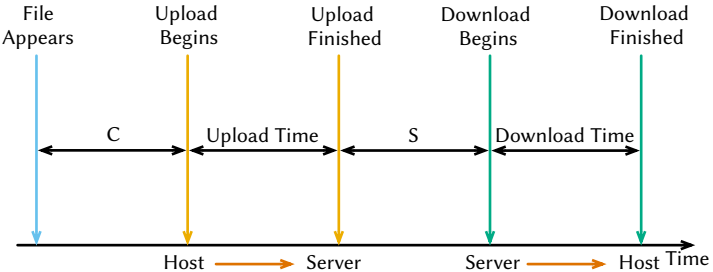 File Appears
Upload Begins
Upload Finished
Download Begins
Download Finished
C
Upload Time
S
Download Time
Host
Server
Server
Host
Time